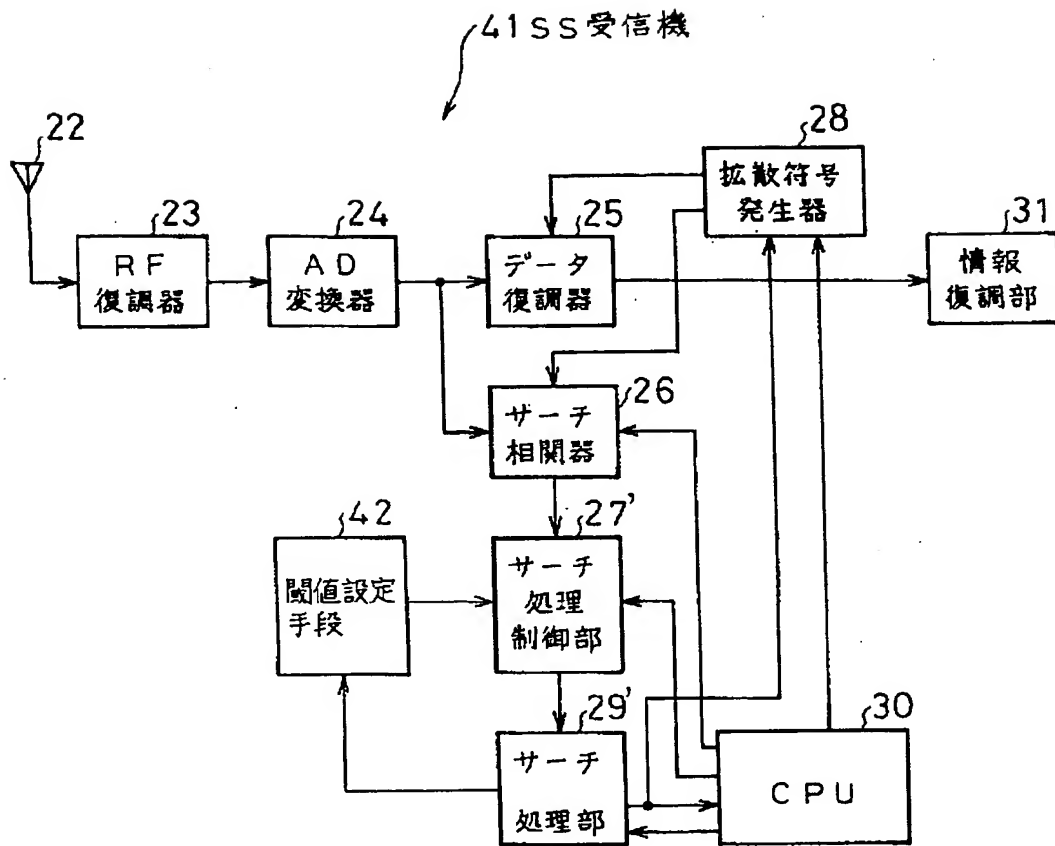 41SS受信機
22
23
RF
復調器
24
AD
変換器
25
データ
復調器
28
拡散符号
発生器
31
情報
復調部
26
サーチ
相関器
42
閾値設定
手段
27'
サーチ
処理
制御部
29'
サーチ
処理部
30
CPU